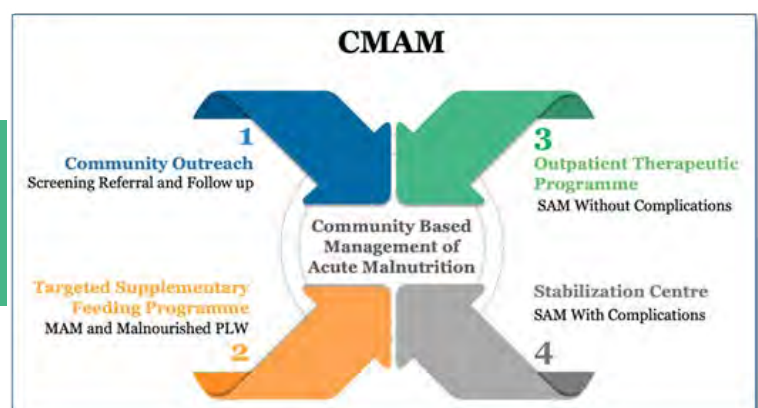 CMAM
1
Community Outreach
Screening Referral and Follow up
Targeted Supplementary
Feeding Programme
MAM and Malnourished PLW
2
3
Outpatient Therapeutic
Programme
SAM Without Complications
Stabilization Centre
SAM With Complications
4
Community Based
Management of
Acute Malnutrition